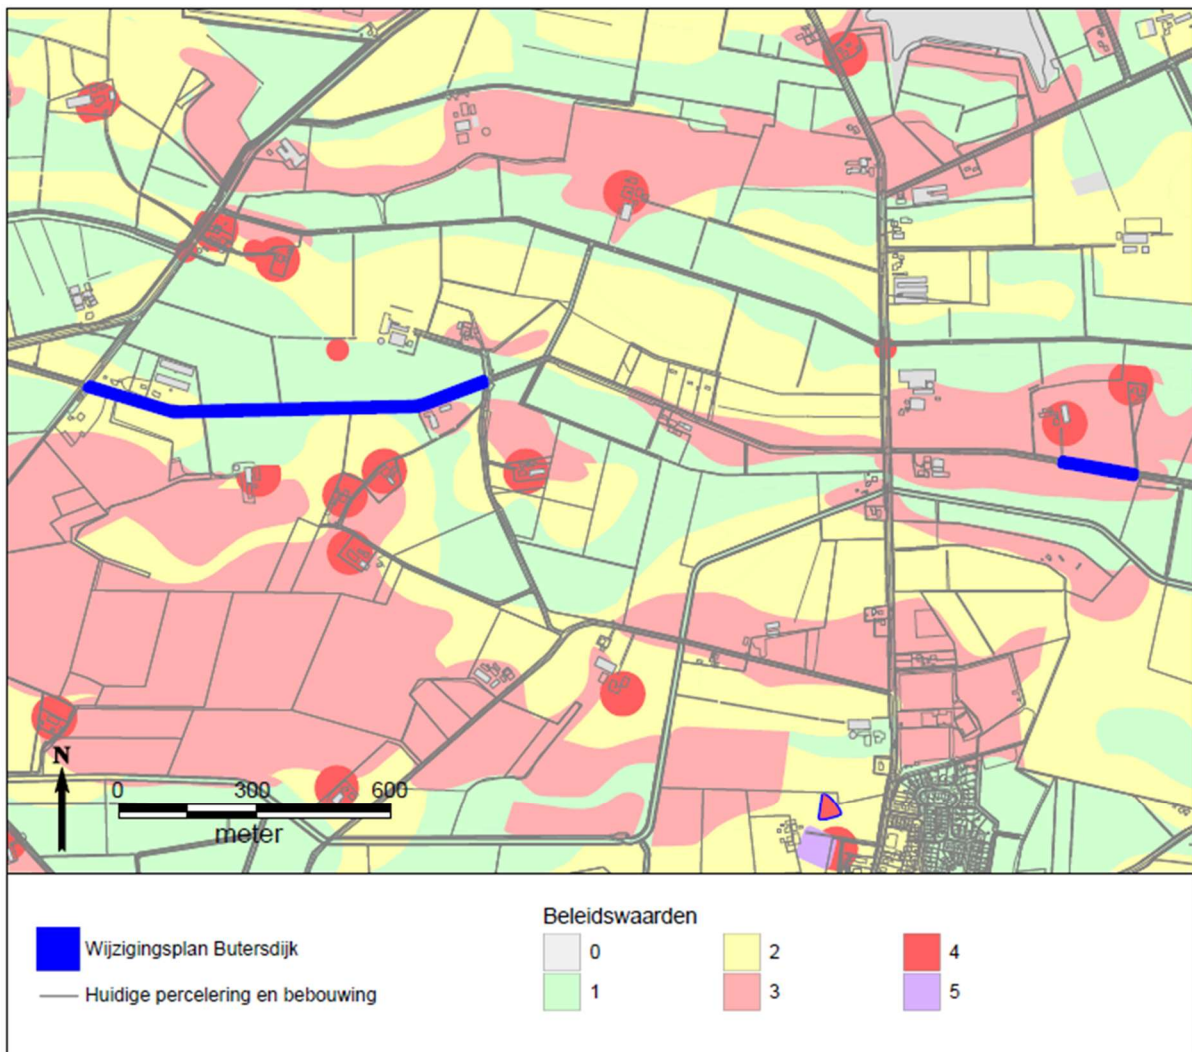 N
0 300 600
meter
Wijzigingsplan Butersdijk
Huidige percelering en bebouwing
Beleidswaarden
0 2 4
1 3 5